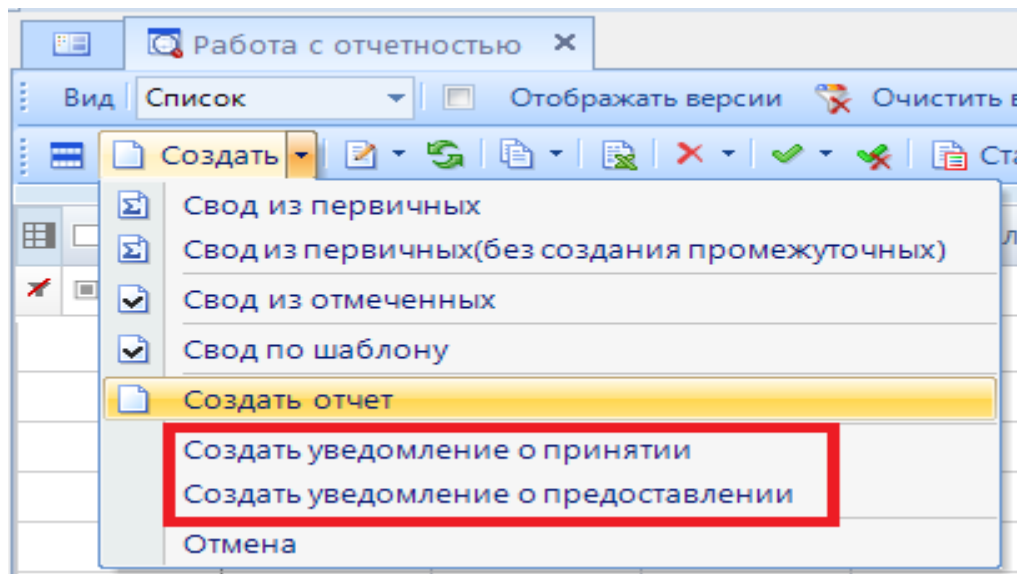 Работа с отчетностью
Вид Список Отображать версии Очистить
Создать
Свод из первичных
Свод из первичных(без создания промежуточных)
Свод из отмеченных
Свод по шаблону
Создать отчет
Создать уведомление о принятии
Создать уведомление о предоставлении
Отмена